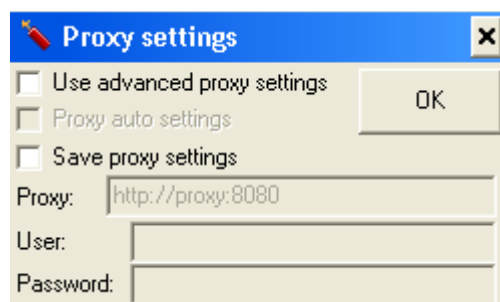 Proxy settings
Use advanced proxy settings
OK
Proxy auto settings
Save proxy settings
Proxy: http://proxy:8080
User:
Password: